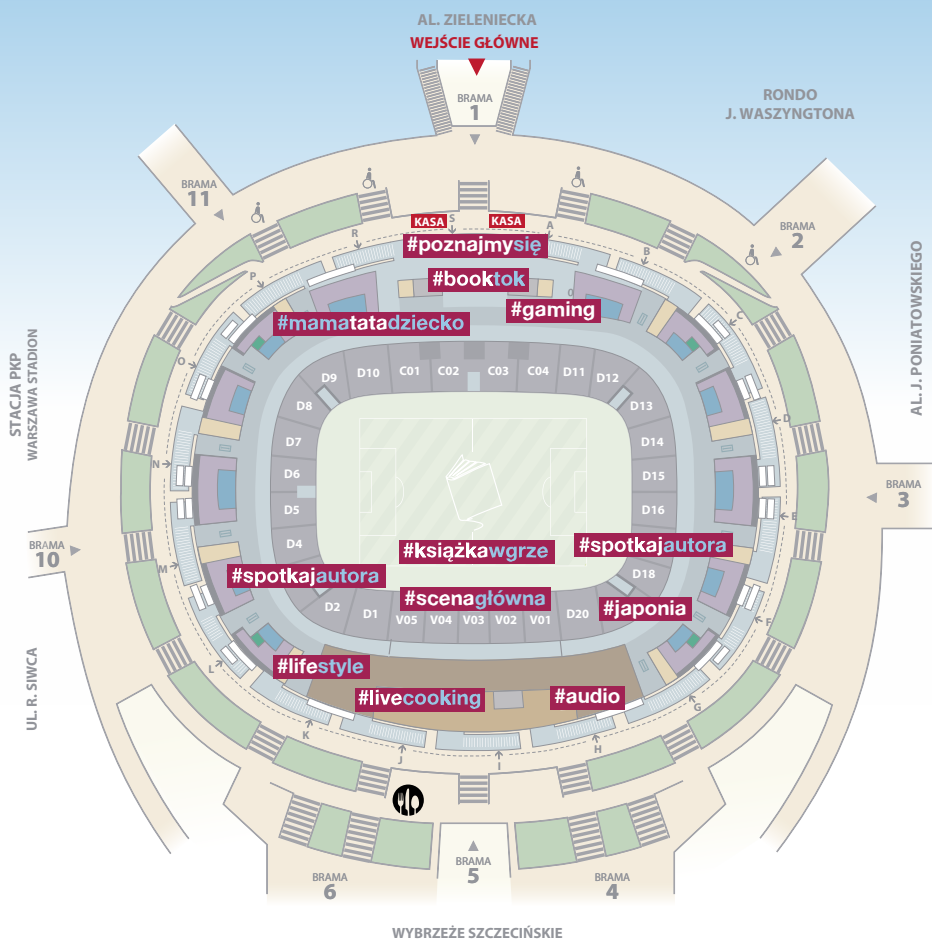 AL. ZIELENIECKA
WEJŚCIE GŁÓWNE
BRAMA
1
RONDO
J. WASZYNGTONA
BRAMA
11
BRAMA
2
KASA
S
KASA
A
R
#poznajmysię
B
P
#booktok
#gaming
C
#mamatatadziecko
AL. J. PONIATOWSKIEGO
STACJA PKP
WARSZAWA STADION
O
D9
D10
C01
C02
C03
C04
D11
D12
D8
D13
D
D7
D14
N
D6
D15
BRAMA
3
D5
D16
E
D4
BRAMA
10
#książkawgrze
#spotkajautora
M
#spotkajautora
D18
D2
D1
#scenagłówna
V05
V04
V03
V02
V01
D20
#japonia
F
L
#lifestyle
UL. R. SIWCA
#livecooking
#audio
G
K
J
I
H
BRAMA
6
BRAMA
5
BRAMA
4
WYBRZEŻE SZCZECIŃSKIE